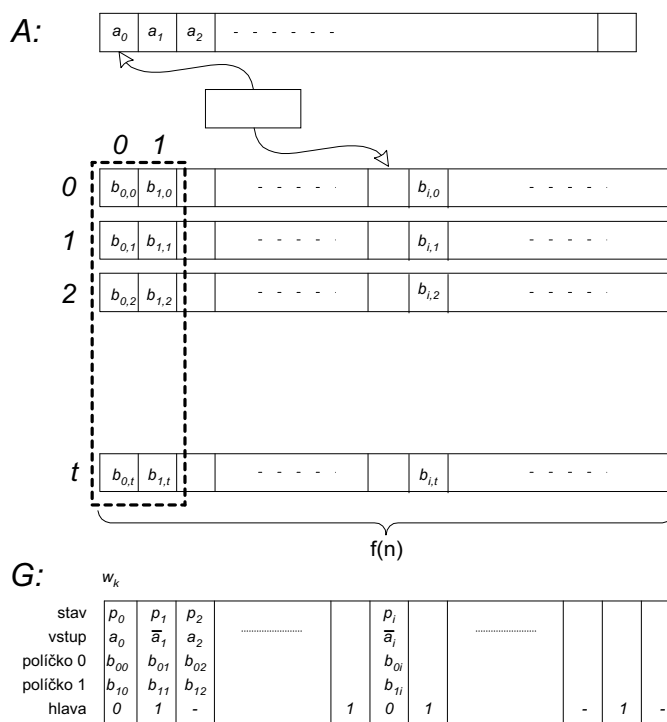 A: a0 a1 a2 - - - - - -
0 1
0 b0,0 b1,0 - - - - - bi,0 - - - - -
1 b0,1 b1,1 - - - - - bi,1 - - - - -
2 b0,2 b1,2 - - - - - bi,2 - - - - -
t b0,t b1,t - - - - - bi,t - - - - -
f(n)
G: wk
stav p0 p1 p2 pi
vstup a0 a̅1 a2 a̅i
políčko 0 b00 b01 b02 b0i
políčko 1 b10 b11 b12 b1i
hlava 0 1 - 1 0 1 - 1 -